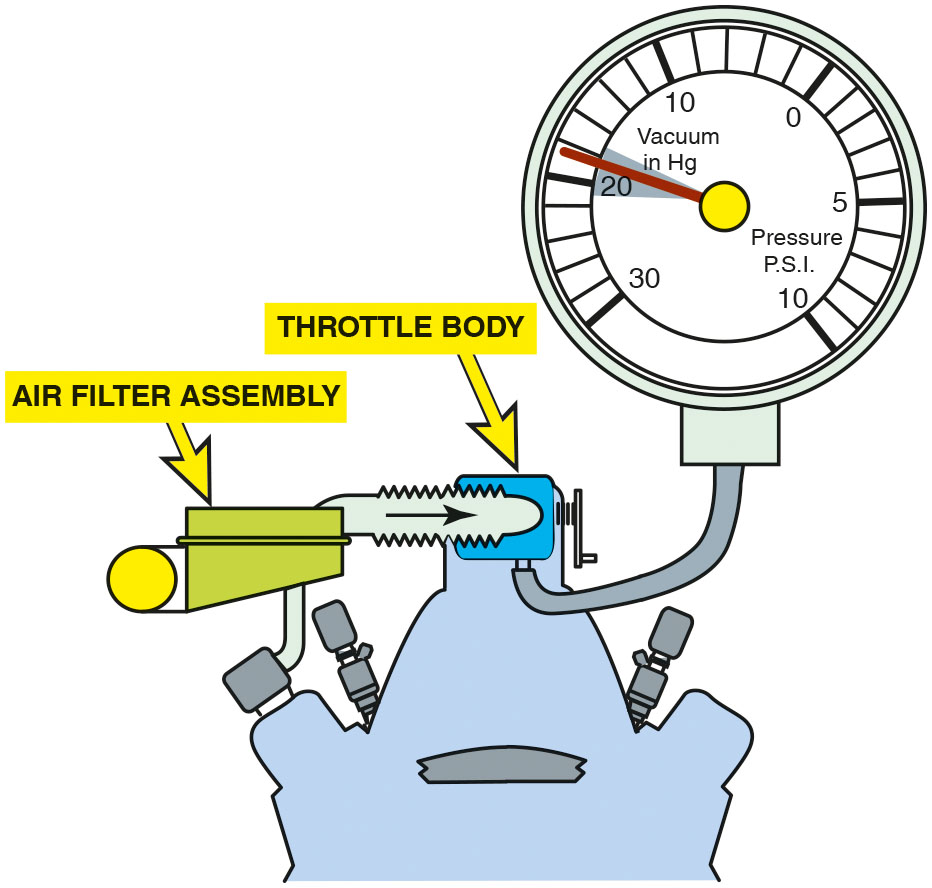 10
0
Vacuum
in Hg
20
5
Pressure
P.S.I.
30
10
THROTTLE BODY
AIR FILTER ASSEMBLY